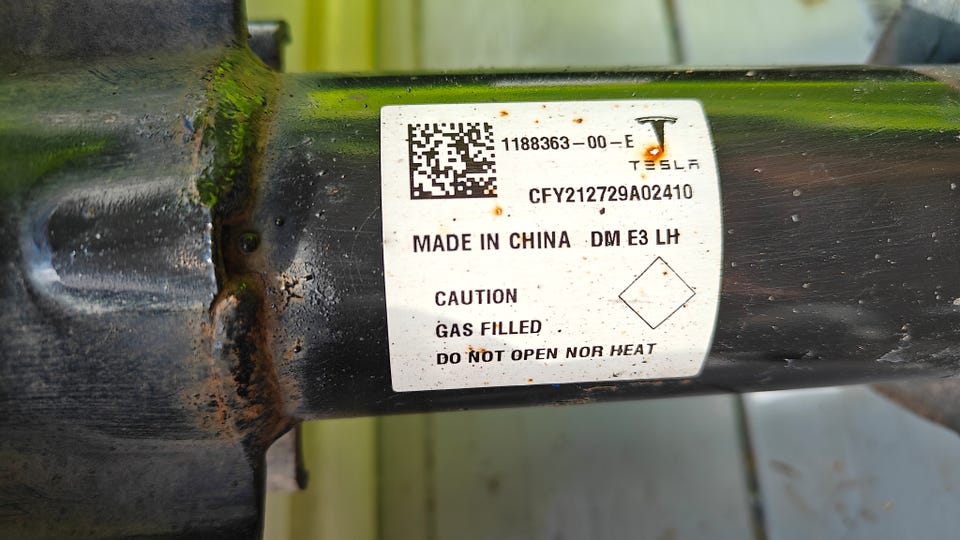 1188363-00-E
TESLA
CFY212729A02410
MADE IN CHINA DM E3 LH
CAUTION
GAS FILLED
DO NOT OPEN NOR HEAT